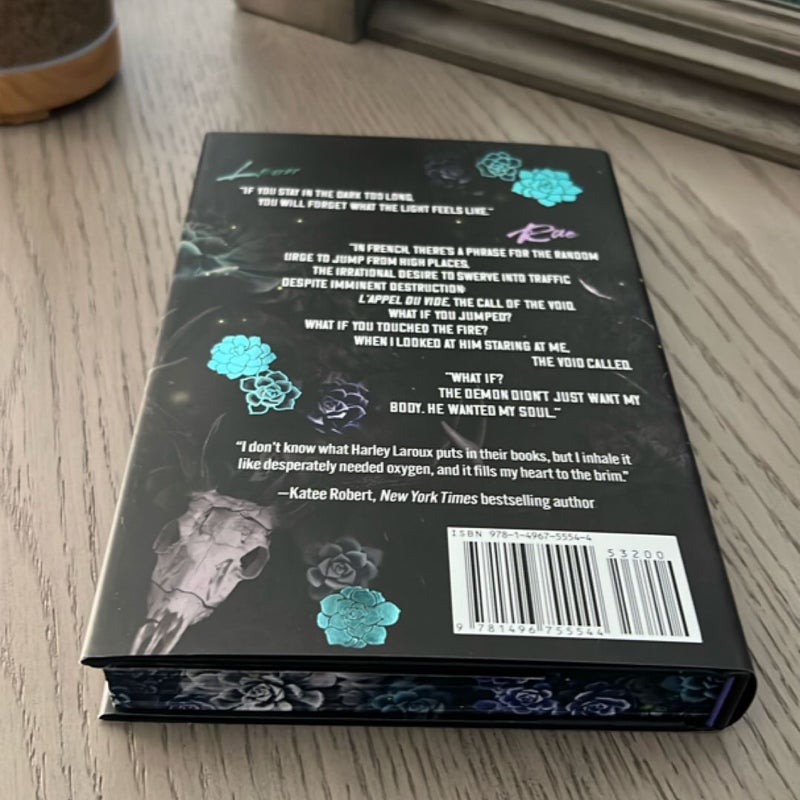 Leon
"IF YOU STAY IN THE DARK TOO LONG,
YOU WILL FORGET WHAT THE LIGHT FEELS LIKE."
Rae
"IN FRENCH, THERE'S A PHRASE FOR THE RANDOM
URGE TO JUMP FROM HIGH PLACES,
THE IRRATIONAL DESIRE TO SWERVE INTO TRAFFIC
DESPITE IMMINENT DESTRUCTION:
L'APPEL DU VIDE, THE CALL OF THE VOID.
WHAT IF YOU JUMPED?
WHAT IF YOU TOUCHED THE FIRE?
WHEN I LOOKED AT HIM STARING AT ME,
THE VOID CALLED.
"WHAT IF?
THE DEMON DIDN'T JUST WANT MY
BODY. HE WANTED MY SOUL."
"I don't know what Harley Laroux puts in their books, but I inhale it
like desperately needed oxygen, and it fills my heart to the brim."
—Katee Robert, New York Times bestselling author
ISBN 978-1-4967-5554-4
53200
9 781496 755544